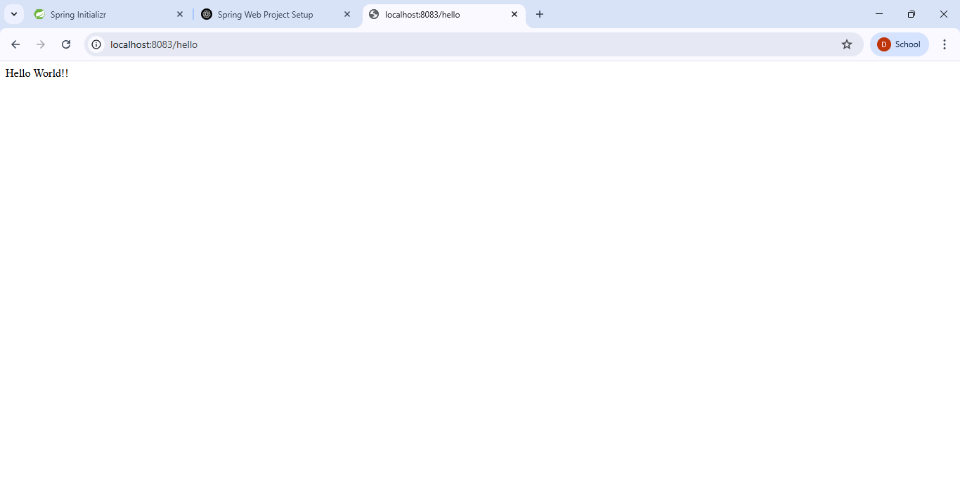 Spring Initializr
Spring Web Project Setup
localhost:8083/hello
localhost:8083/hello
D
School
Hello World!!